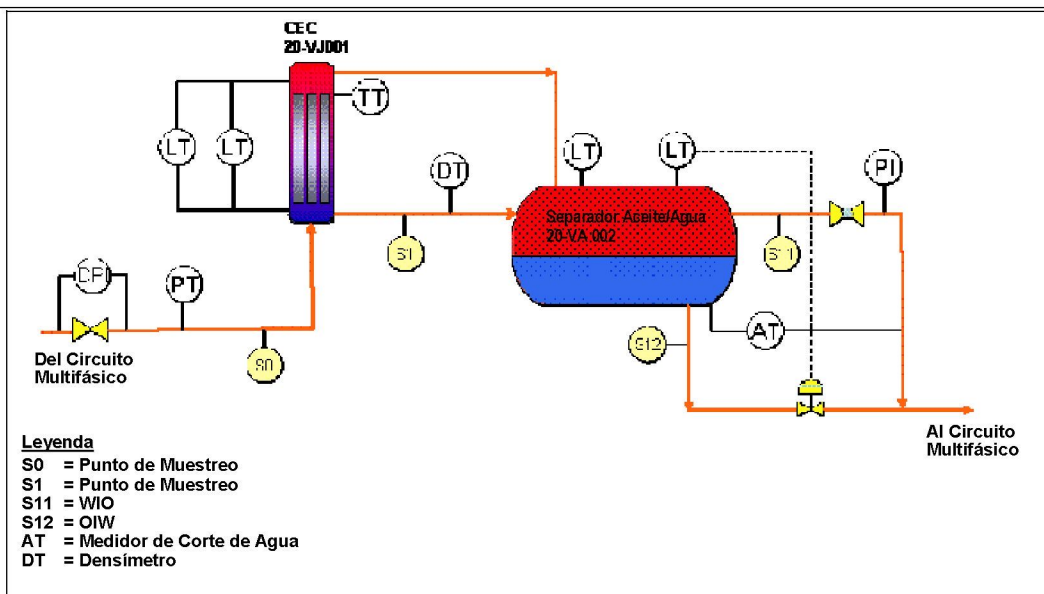 CEC
20-VJ001
TT
LT
LT
DT
LT
LT
PI
Separador Aceite/Agua
20-VA 002
S1
S11
DPI
PT
S12
AT
S0
Del Circuito
Multifásico
Al Circuito
Multifásico
Leyenda
S0 = Punto de Muestreo
S1 = Punto de Muestreo
S11 = WIO
S12 = OIW
AT = Medidor de Corte de Agua
DT = Densímetro